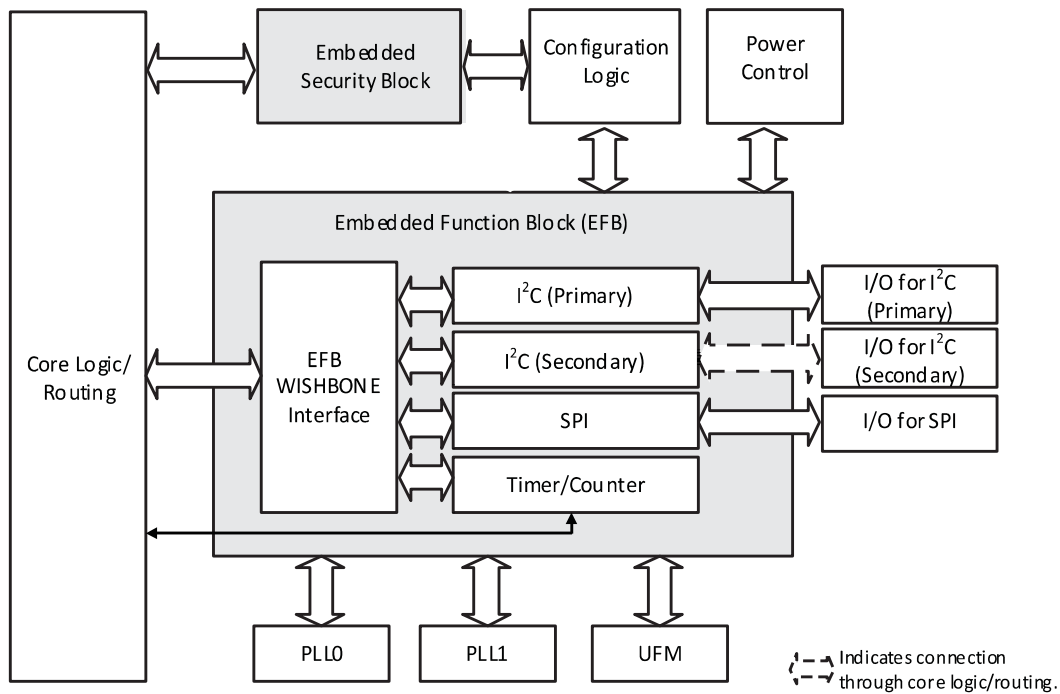 Embedded
Security Block
Configuration
Logic
Power
Control
Embedded Function Block (EFB)
Core Logic/
Routing
EFB
WISHBONE
Interface
I²C (Primary)
I²C (Secondary)
SPI
Timer/Counter
I/O for I²C
(Primary)
I/O for I²C
(Secondary)
I/O for SPI
PLL0
PLL1
UFM
Indicates connection
through core logic/routing.